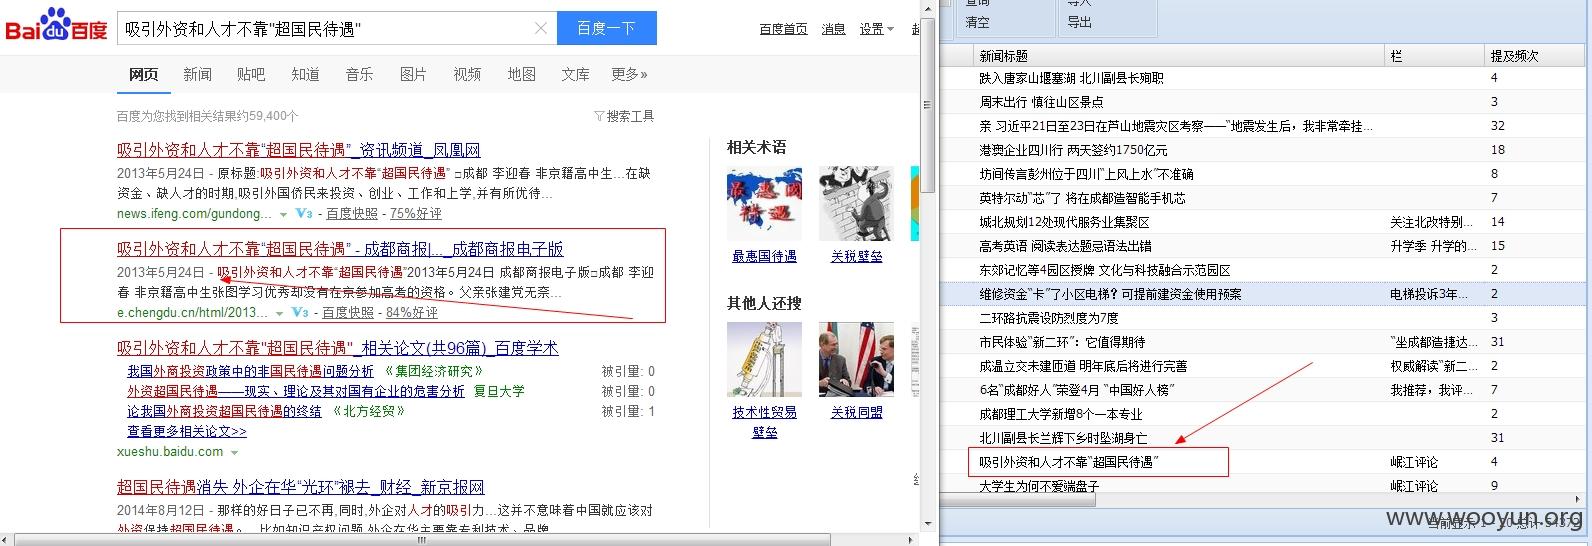 Baidu百度
吸引外资和人才不靠"超国民待遇"
百度一下
百度首页 消息 设置
网页 新闻 贴吧 知道 音乐 图片 视频 地图 文库 更多»
百度为您找到相关结果约59,400个
搜索工具
吸引外资和人才不靠“超国民待遇”_资讯频道_凤凰网
2013年5月24日 - 原标题:吸引外资和人才不靠“超国民待遇” □成都 李迎春 非京籍高中生...在缺
资金、缺人才的时期,吸引外国侨民来投资、创业、工作和上学,并有所优待...
news.ifeng.com/gundong... V3 - 百度快照 - 75%好评
吸引外资和人才不靠“超国民待遇” - 成都商报|..._成都商报电子版
2013年5月24日 - 吸引外资和人才不靠“超国民待遇”2013年5月24日 成都商报电子版□成都 李迎
春 非京籍高中生张图学习优秀却没有在京参加高考的资格。父亲张建党无奈...
e.chengdu.cn/html/2013... V3 - 百度快照 - 84%好评
吸引外资和人才不靠"超国民待遇"_相关论文(共96篇)_百度学术
我国外商投资政策中的非国民待遇问题分析 《集团经济研究》 被引量: 0
外资超国民待遇——现实、理论及其对国有企业的危害分析 复旦大学 被引量: 0
论我国外商投资超国民待遇的终结 《北方经贸》 被引量: 1
查看更多相关论文>>
xueshu.baidu.com
超国民待遇消失 外企在华“光环”褪去_财经_新京报网
2014年8月12日 - 那样的好日子已不再,同时,外企对人才的吸引力...这并不意味着中国就应该对
外资保持超国民待遇。 比如知识产权问题,外企在华主要靠专利技术、品牌
相关术语
最惠国待遇 关税壁垒
其他人还搜
技术性贸易
壁垒
关税同盟
查询 导入
清空 导出
新闻标题 栏 提及频次
跌入唐家山堰塞湖 北川副县长殉职 4
周末出行 慎往山区景点 3
亲 习近平21日至23日在芦山地震灾区考察——“地震发生后，我非常牵挂... 32
港澳企业四川行 两天签约1750亿元 18
坊间传言彭州位于四川“上风上水”不准确 8
英特尔动“芯”了 将在成都造智能手机芯 7
城北规划12处现代服务业集聚区 关注北改特别... 14
高考英语 阅读表达题忌语法出错 升学季 升学的... 15
东郊记忆等4园区授牌 文化与科技融合示范园区 2
维修资金“卡”了小区电梯？可提前建资金使用预案 电梯投诉3年... 2
二环路抗震设防烈度为7度 3
市民体验“新二环”：它值得期待 “坐成都造捷达... 31
成温立交未建匝道 明年底后将进行完善 权威解读“新二... 2
6名“成都好人”荣登4月“中国好人榜” 我推荐，我评... 7
成都理工大学新增8个一本专业 2
北川副县长兰辉下乡时坠湖身亡 31
吸引外资和人才不靠“超国民待遇” 岷江评论 4
大学生为何不爱端盘子 岷江评论 9
www.wooyun.org